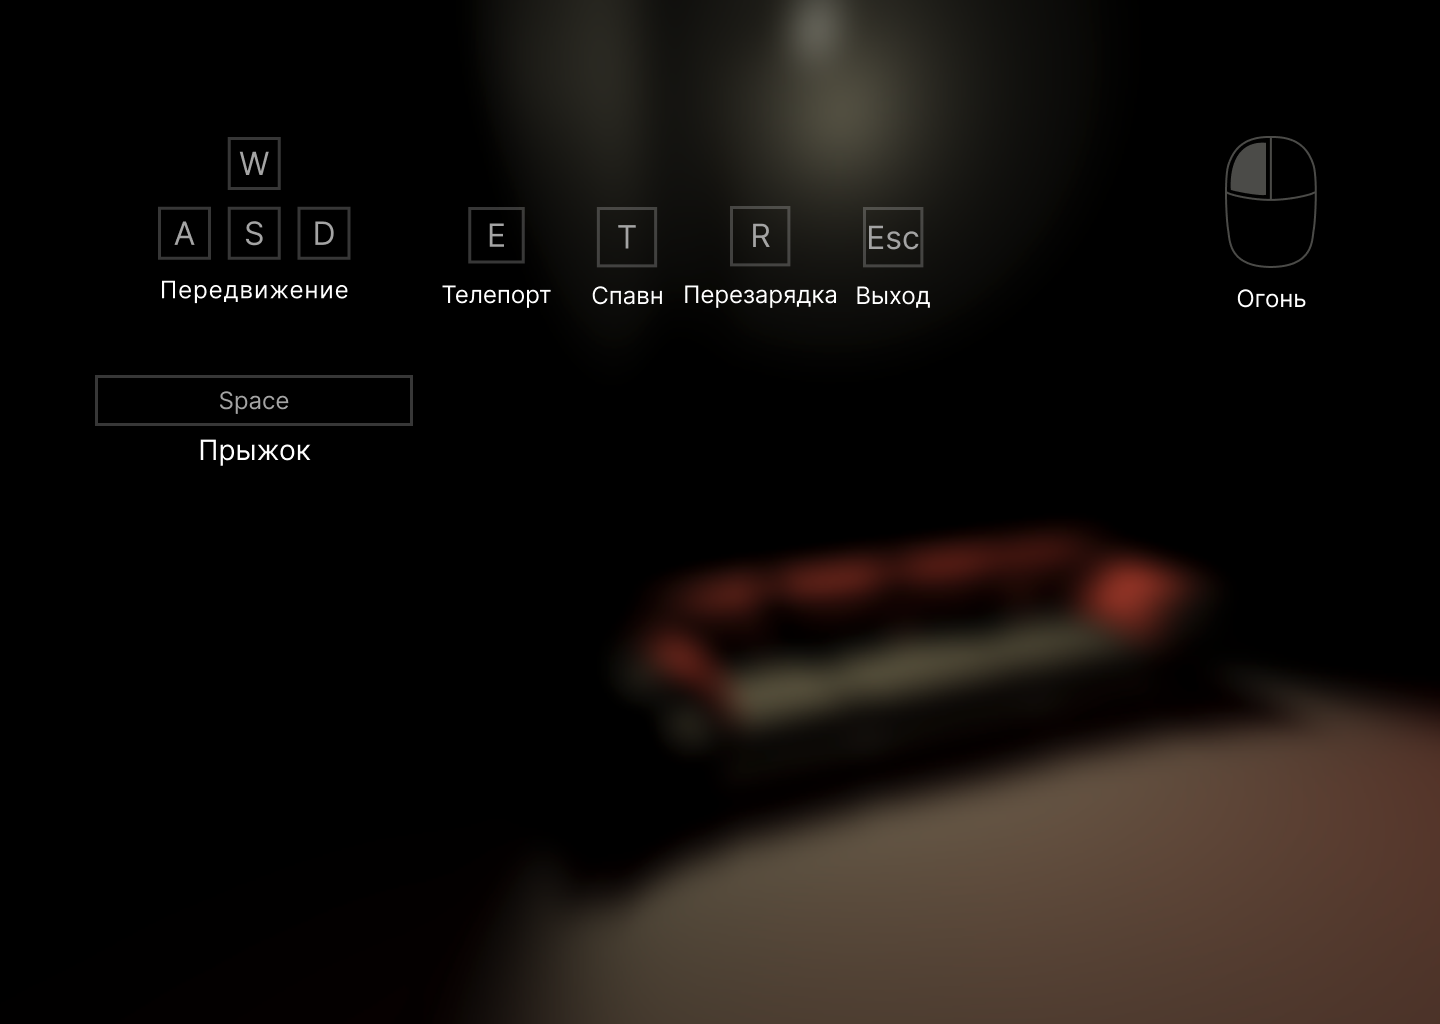 W
A S D
Передвижение
E
Телепорт
T
Спавн
R
Перезарядка
Esc
Выход
Огонь
Space
Прыжок